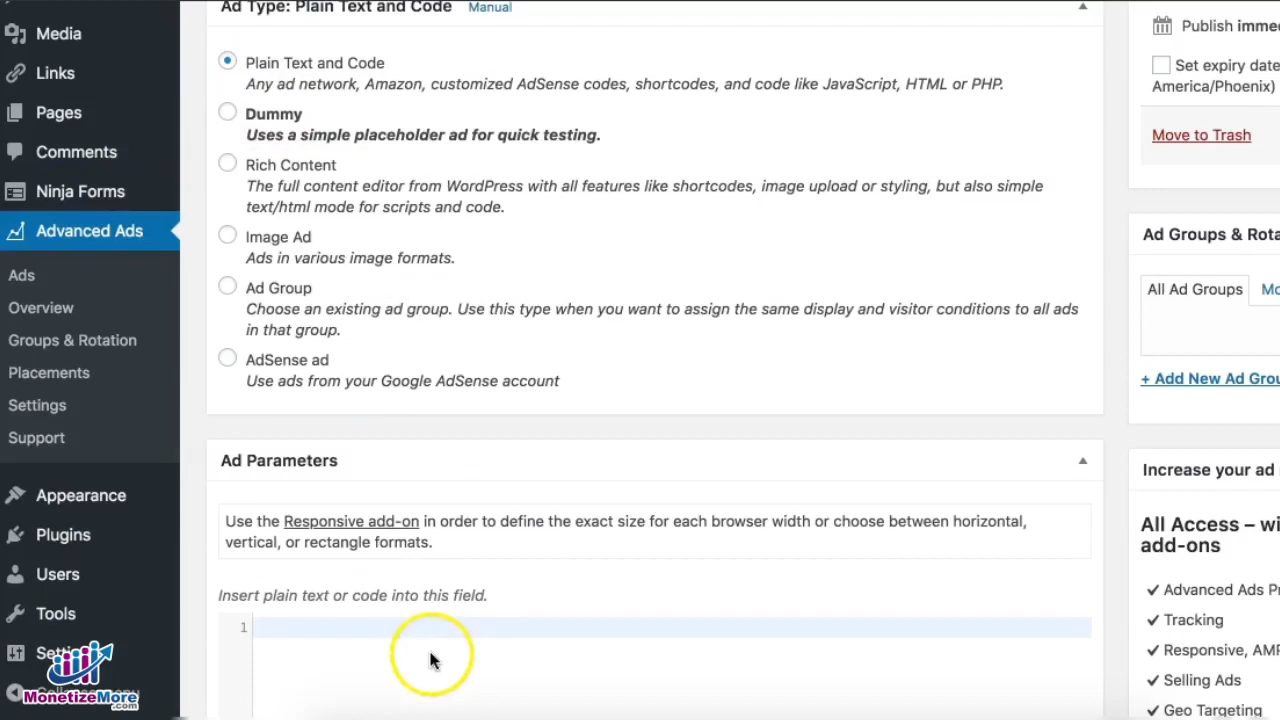 Media
Links
Pages
Comments
Ninja Forms
Advanced Ads
Ads
Overview
Groups & Rotation
Placements
Settings
Support
Appearance
Plugins
Users
Tools
MonetizeMore
.com
Ad Type: Plain Text and Code Manual
Plain Text and Code
Any ad network, Amazon, customized AdSense codes, shortcodes, and code like JavaScript, HTML or PHP.
Dummy
Uses a simple placeholder ad for quick testing.
Rich Content
The full content editor from WordPress with all features like shortcodes, image upload or styling, but also simple
text/html mode for scripts and code.
Image Ad
Ads in various image formats.
Ad Group
Choose an existing ad group. Use this type when you want to assign the same display and visitor conditions to all ads
in that group.
AdSense ad
Use ads from your Google AdSense account
Ad Parameters
Use the Responsive add-on in order to define the exact size for each browser width or choose between horizontal,
vertical, or rectangle formats.
Insert plain text or code into this field.
1
Publish
Set expiry date
America/Phoenix)
Move to Trash
Ad Groups &
All Ad Groups
+ Add New Ad
Increase your ad
All Access –
add-ons
✓ Advanced Ads
✓ Tracking
✓ Responsive,
✓ Selling Ads
✓ Geo Targeting